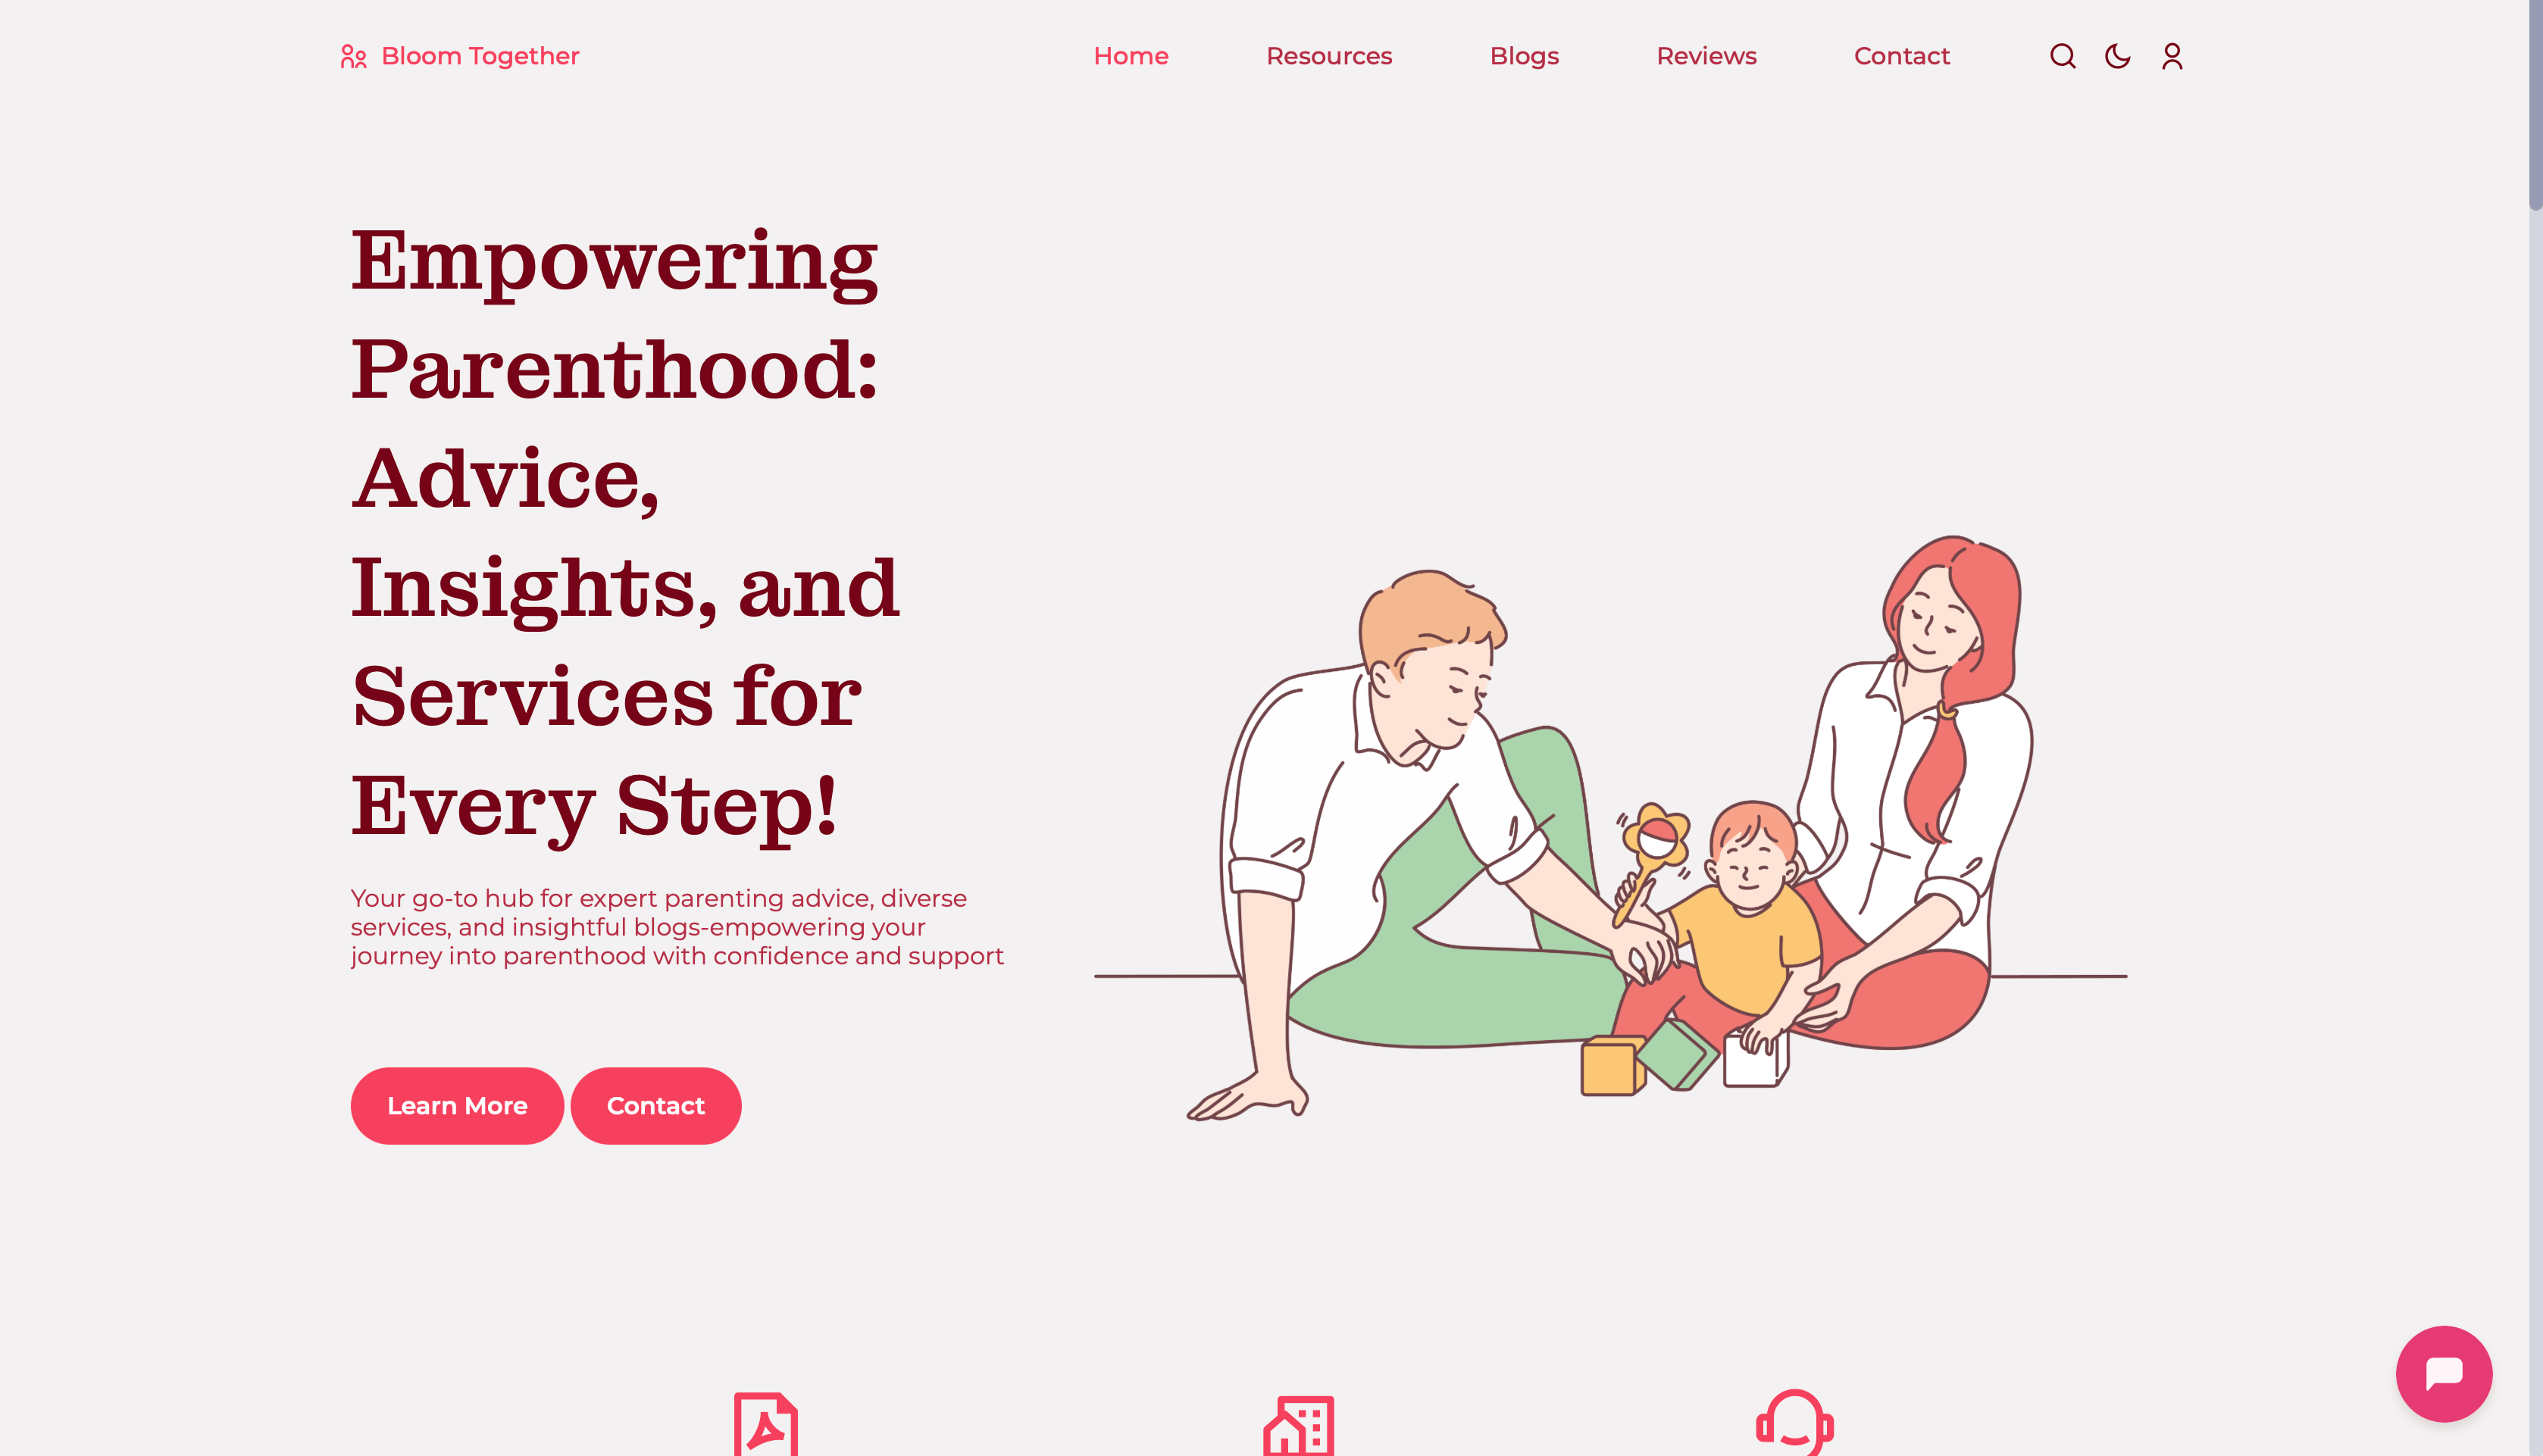 Bloom Together
Home
Resources
Blogs
Reviews
Contact
Empowering
Parenthood:
Advice,
Insights, and
Services for
Every Step!
Your go-to hub for expert parenting advice, diverse
services, and insightful blogs-empowering your
journey into parenthood with confidence and support
Learn More
Contact